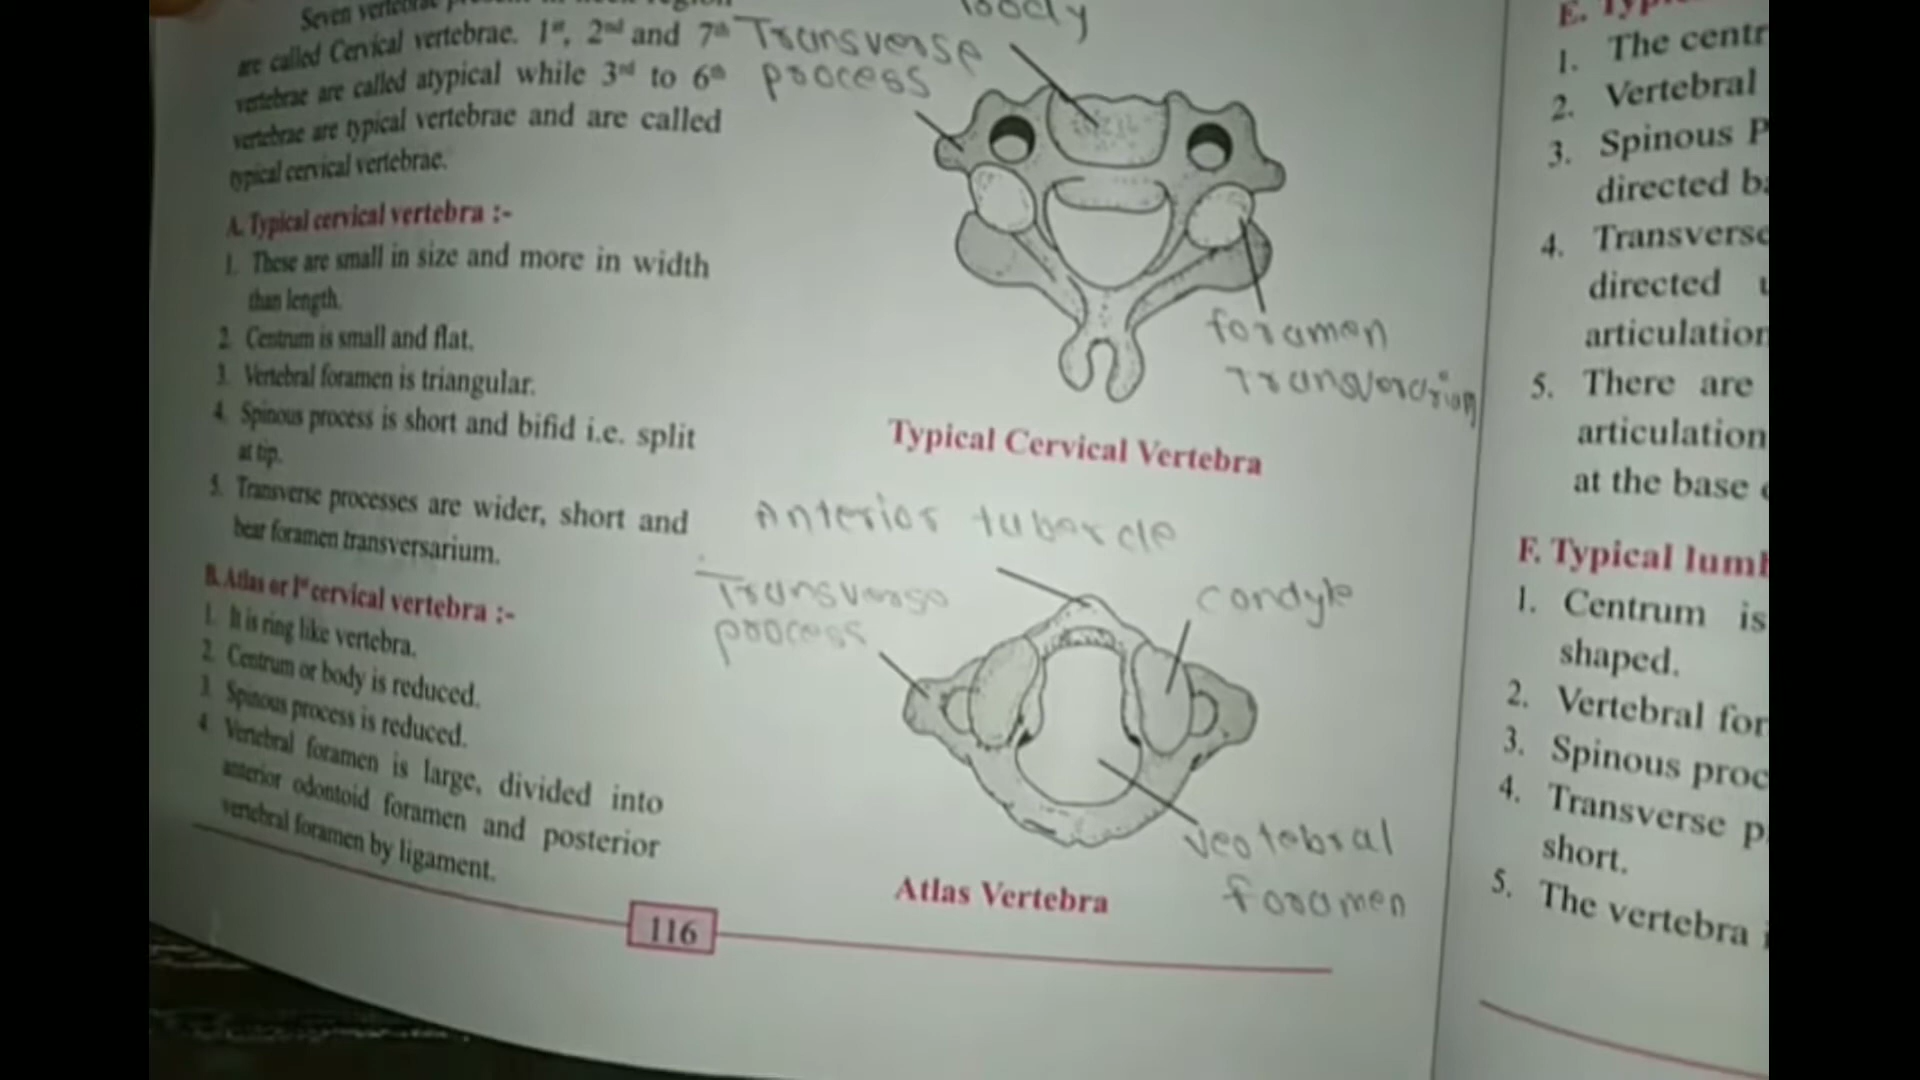 Seven vertebrae present in neck region
are called Cervical vertebrae. 1st, 2nd and 7th
vertebrae are called atypical while 3rd to 6th
vertebrae are typical vertebrae and are called
typical cervical vertebrae.
A. Typical cervical vertebra :-
1. These are small in size and more in width
than length.
2. Centrum is small and flat.
3. Vertebral foramen is triangular.
4. Spinous process is short and bifid i.e. split
at tip.
5. Transverse processes are wider, short and
bear foramen transversarium.
B. Atlas or Ist cervical vertebra :-
1. It is ring like vertebra.
2. Centrum or body is reduced.
3. Spinous process is reduced.
4. Vertebral foramen is large, divided into
anterior odontoid foramen and posterior
vertebral foramen by ligament.
116
body
Transverse
process
foramen
Typical Cervical Vertebra
Anterior tubercle
Transverse
process
condyle
vertebral
foramen
Atlas Vertebra
E.
1. The centr
2. Vertebral
3. Spinous P
directed
4. Transverse
directed
articulation
5. There are
articulation
at the base
F. Typical
1. Centrum is
shaped.
2. Vertebral for
3. Spinous proc
4. Transverse p
short.
5. The vertebra